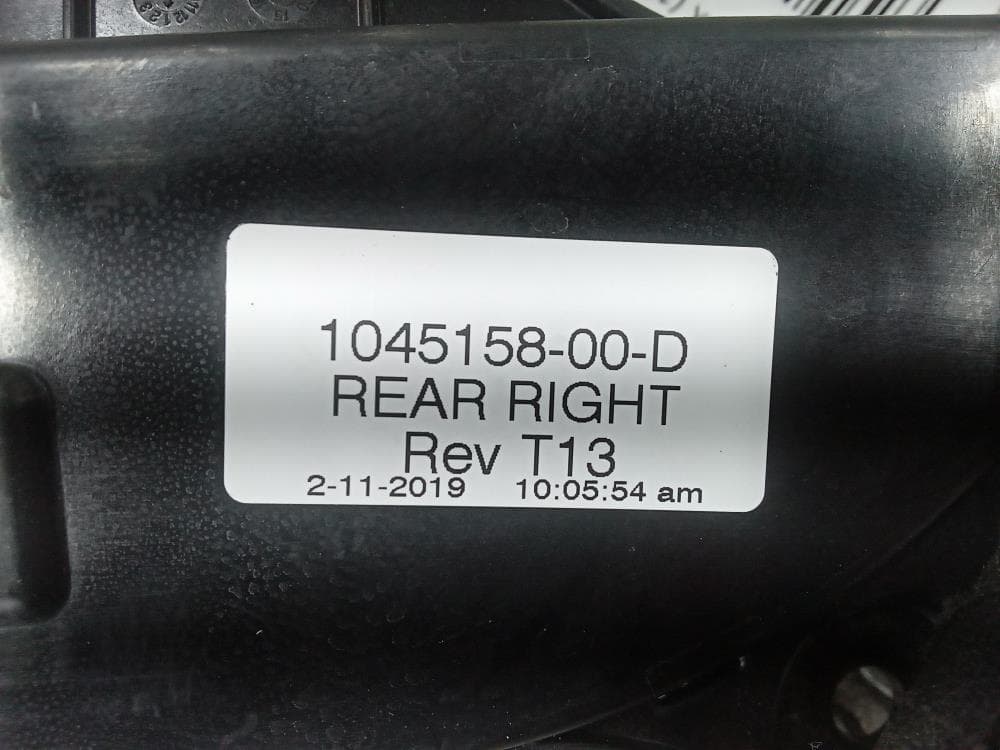 1045158-00-D
REAR RIGHT
Rev T13
2-11-2019 10:05:54 am